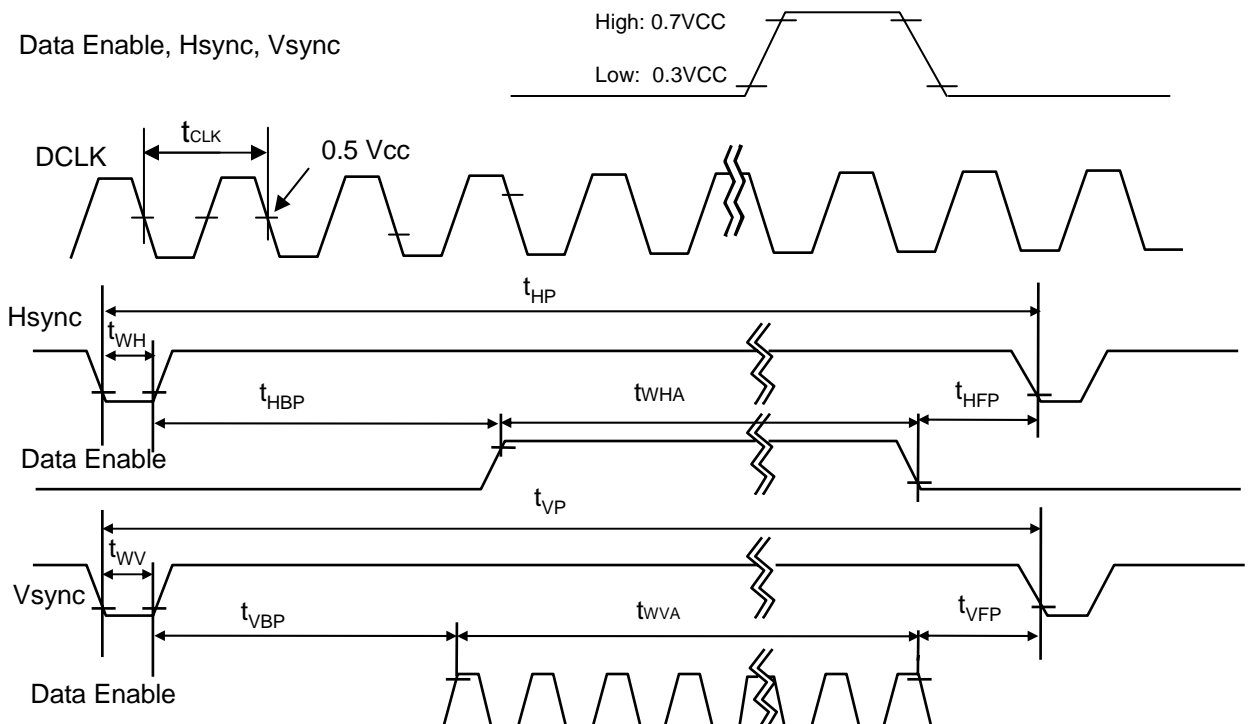 High: 0.7VCC
Data Enable, Hsync, Vsync
Low: 0.3VCC
tCLK
DCLK
0.5 Vcc
tHP
Hsync
tWH
tHBP
tWHA
tHFP
Data Enable
tVP
tWV
Vsync
tVBP
tWVA
tVFP
Data Enable